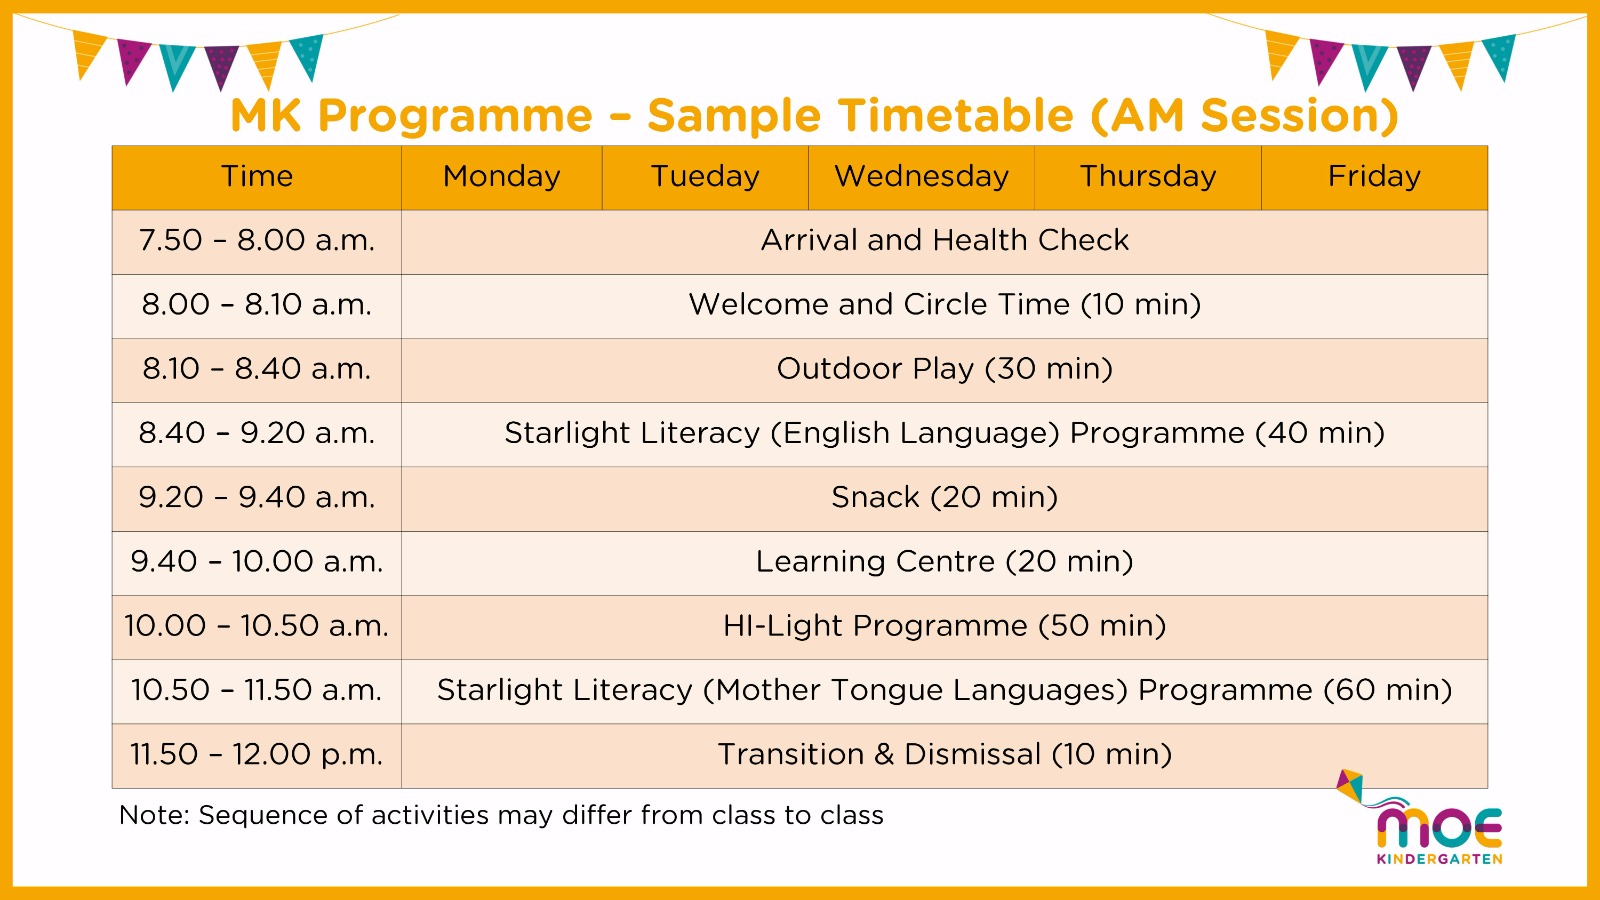 MK Programme – Sample Timetable (AM Session)
Time Monday Tueday Wednesday Thursday Friday
7.50 – 8.00 a.m. Arrival and Health Check
8.00 – 8.10 a.m. Welcome and Circle Time (10 min)
8.10 – 8.40 a.m. Outdoor Play (30 min)
8.40 – 9.20 a.m. Starlight Literacy (English Language) Programme (40 min)
9.20 – 9.40 a.m. Snack (20 min)
9.40 – 10.00 a.m. Learning Centre (20 min)
10.00 – 10.50 a.m. HI-Light Programme (50 min)
10.50 – 11.50 a.m. Starlight Literacy (Mother Tongue Languages) Programme (60 min)
11.50 – 12.00 p.m. Transition & Dismissal (10 min)
Note: Sequence of activities may differ from class to class
MOE
KINDERGARTEN